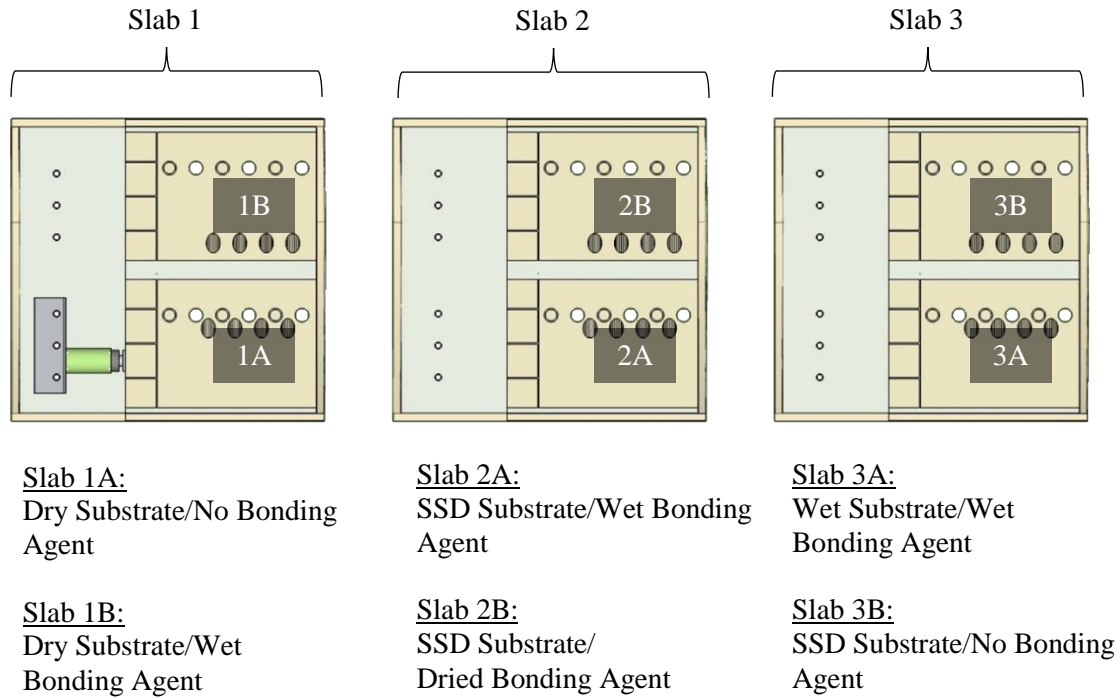 Slab 1
Slab 2
Slab 3
1B
2B
3B
1A
2A
3A
Slab 1A:
Dry Substrate/No Bonding
Agent
Slab 2A:
SSD Substrate/Wet Bonding
Agent
Slab 3A:
Wet Substrate/Wet
Bonding Agent
Slab 1B:
Dry Substrate/Wet
Bonding Agent
Slab 2B:
SSD Substrate/
Dried Bonding Agent
Slab 3B:
SSD Substrate/No Bonding
Agent